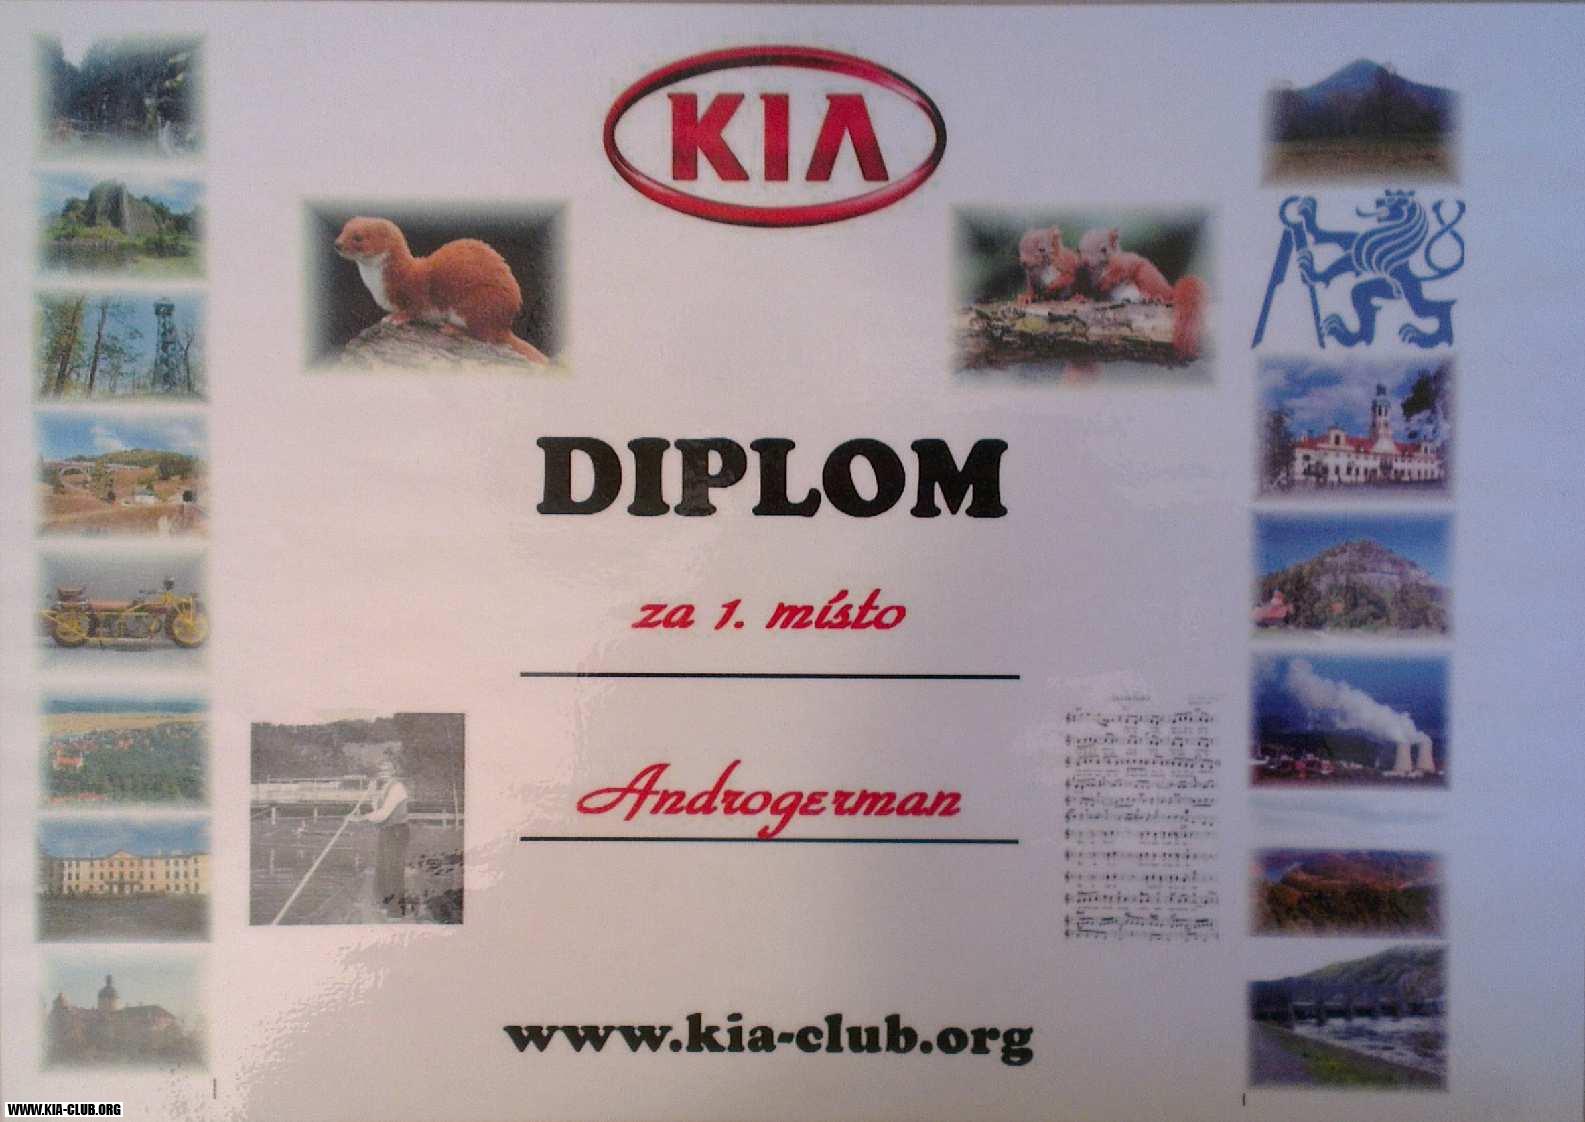 KIA
DIPLOM
za 1. místo
Androgerman
www.kia-club.org
WWW.KIA-CLUB.ORG